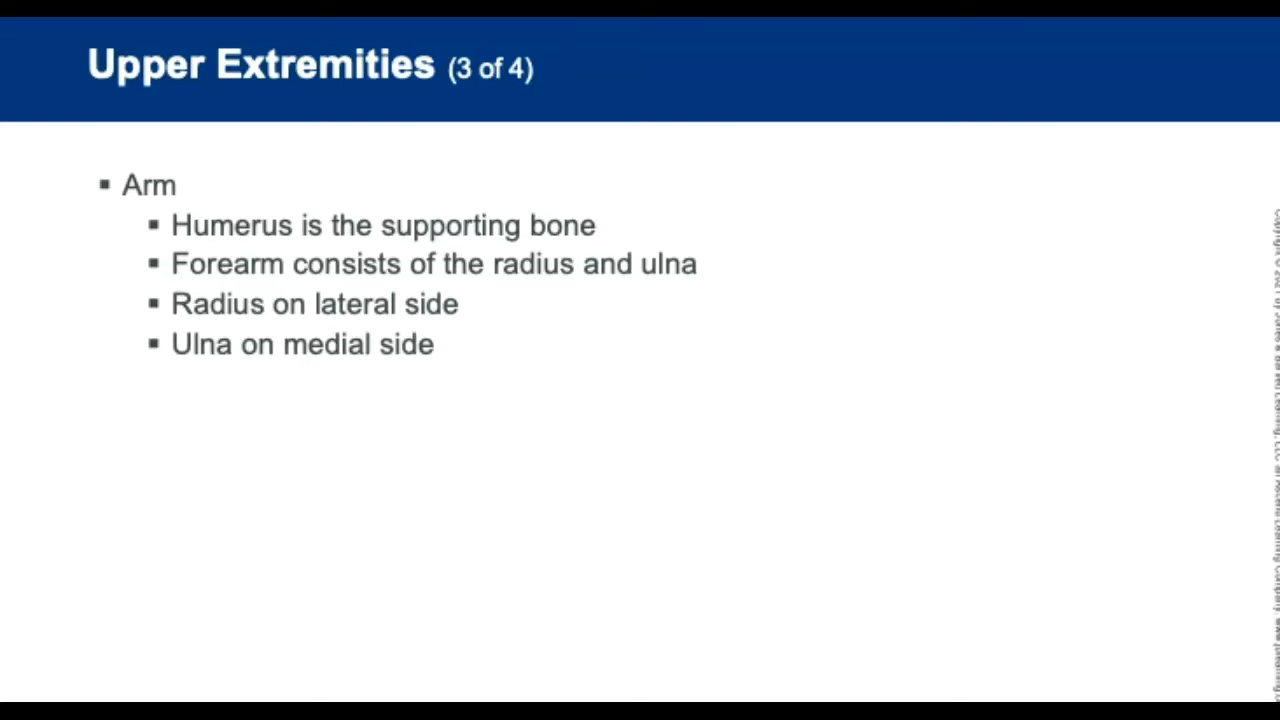 Upper Extremities (3 of 4)
Arm
Humerus is the supporting bone
Forearm consists of the radius and ulna
Radius on lateral side
Ulna on medial side